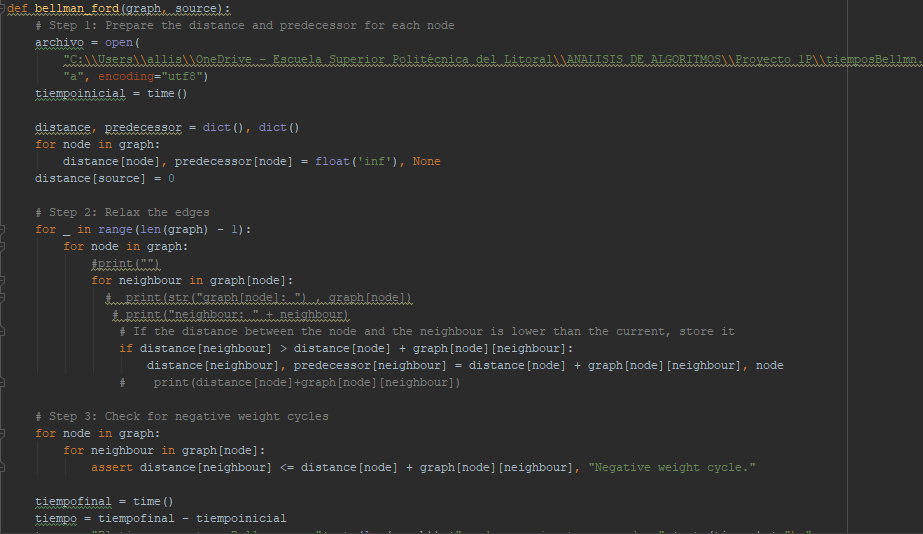 def bellman_ford(graph, source):
    # Step 1: Prepare the distance and predecessor for each node
    archivo = open(
        "C:\\Users\\allis\\OneDrive - Escuela Superior Politècnica del Litoral\\ANALISIS DE ALGORITMOS\\Proyecto 1P\\tiemposBellmn.
        "a", encoding="utf8")
    tiempoinicial = time()
    distance, predecessor = dict(), dict()
    for node in graph:
        distance[node], predecessor[node] = float('inf'), None
    distance[source] = 0
    # Step 2: Relax the edges
    for _ in range(len(graph) - 1):
        for node in graph:
            #print("")
            for neighbour in graph[node]:
              #  print(str("graph[node]: ") , graph[node])
               # print("neighbour: " + neighbour)
                # If the distance between the node and the neighbour is lower than the current, store it
                if distance[neighbour] > distance[node] + graph[node][neighbour]:
                    distance[neighbour], predecessor[neighbour] = distance[node] + graph[node][neighbour], node
                #    print(distance[node]+graph[node][neighbour])
    # Step 3: Check for negative weight cycles
    for node in graph:
        for neighbour in graph[node]:
            assert distance[neighbour] <= distance[node] + graph[node][neighbour], "Negative weight cycle."
    tiempofinal = time()
    tiempo = tiempofinal - tiempoinicial